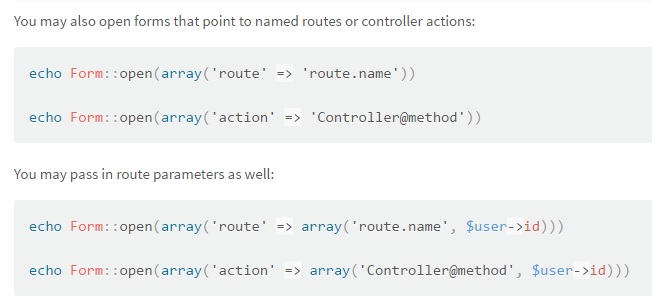 You may also open forms that point to named routes or controller actions:
echo Form::open(array('route' => 'route.name'))
echo Form::open(array('action' => 'Controller@method'))
You may pass in route parameters as well:
echo Form::open(array('route' => array('route.name', $user->id)))
echo Form::open(array('action' => array('Controller@method', $user->id)))